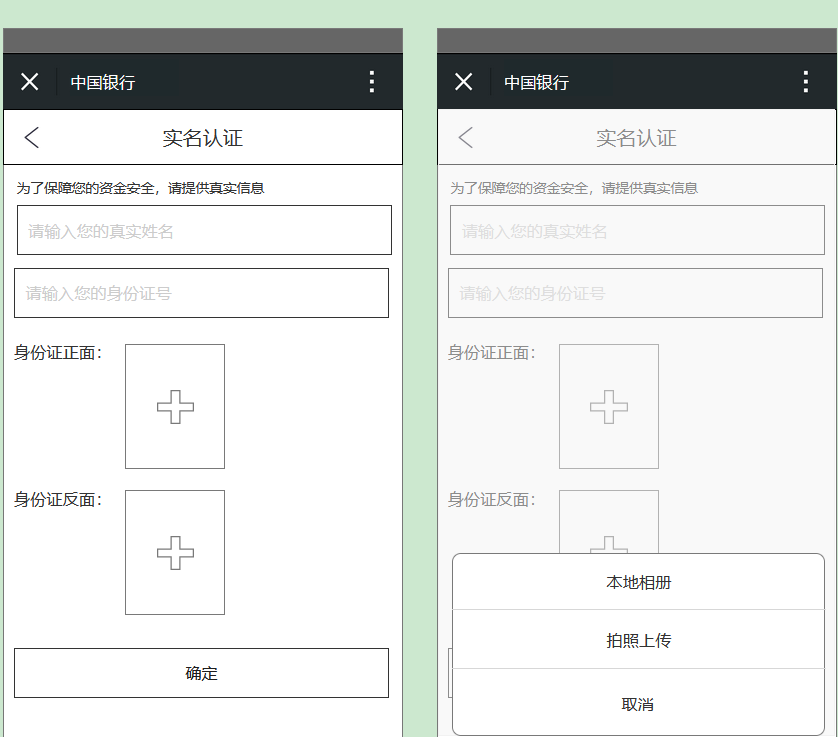 中国银行
实名认证
为了保障您的资金安全，请提供真实信息
请输入您的真实姓名
请输入您的身份证号
身份证正面：
身份证反面：
确定
中国银行
实名认证
为了保障您的资金安全，请提供真实信息
请输入您的真实姓名
请输入您的身份证号
身份证正面：
身份证反面：
本地相册
拍照上传
取消